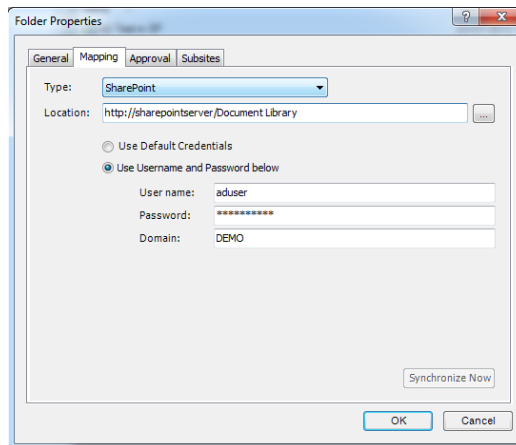 Folder Properties
?
General Mapping Approval Subsites
Type: SharePoint
Location: http://sharepointserver/Document Library ...
Use Default Credentials
Use Username and Password below
User name: aduser
Password: **********
Domain: DEMO
Synchronize Now
OK Cancel